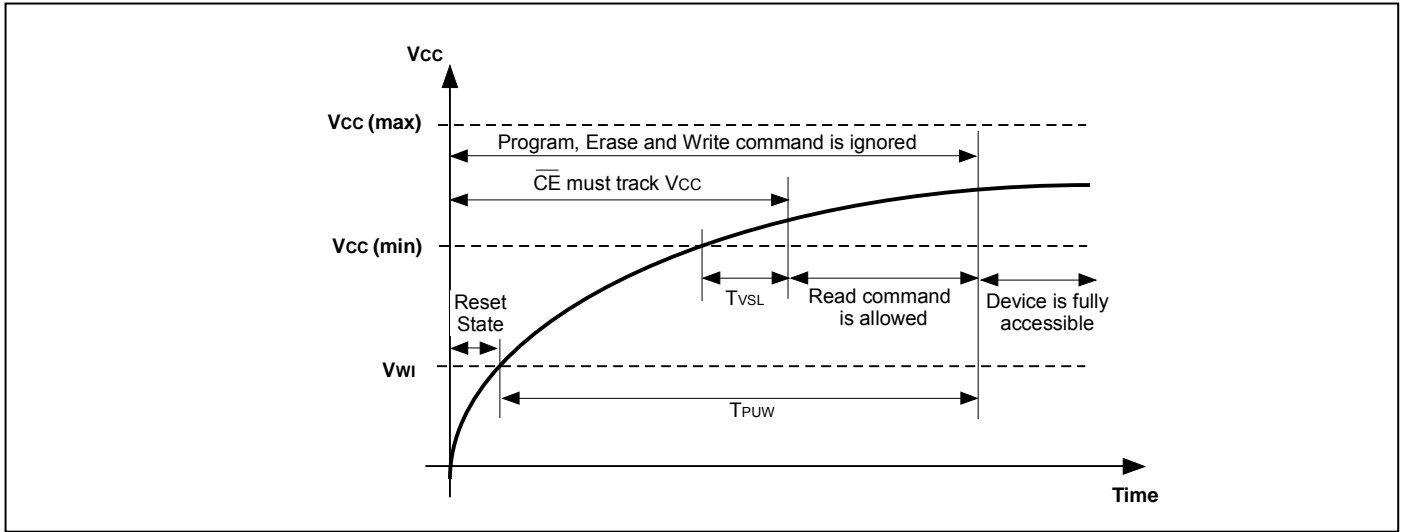 Vcc
Vcc (max)
Program, Erase and Write command is ignored
C̅E̅ must track Vcc
Vcc (min)
TVSL
Read command
is allowed
Device is fully
accessible
Reset
State
VWI
TPUW
Time